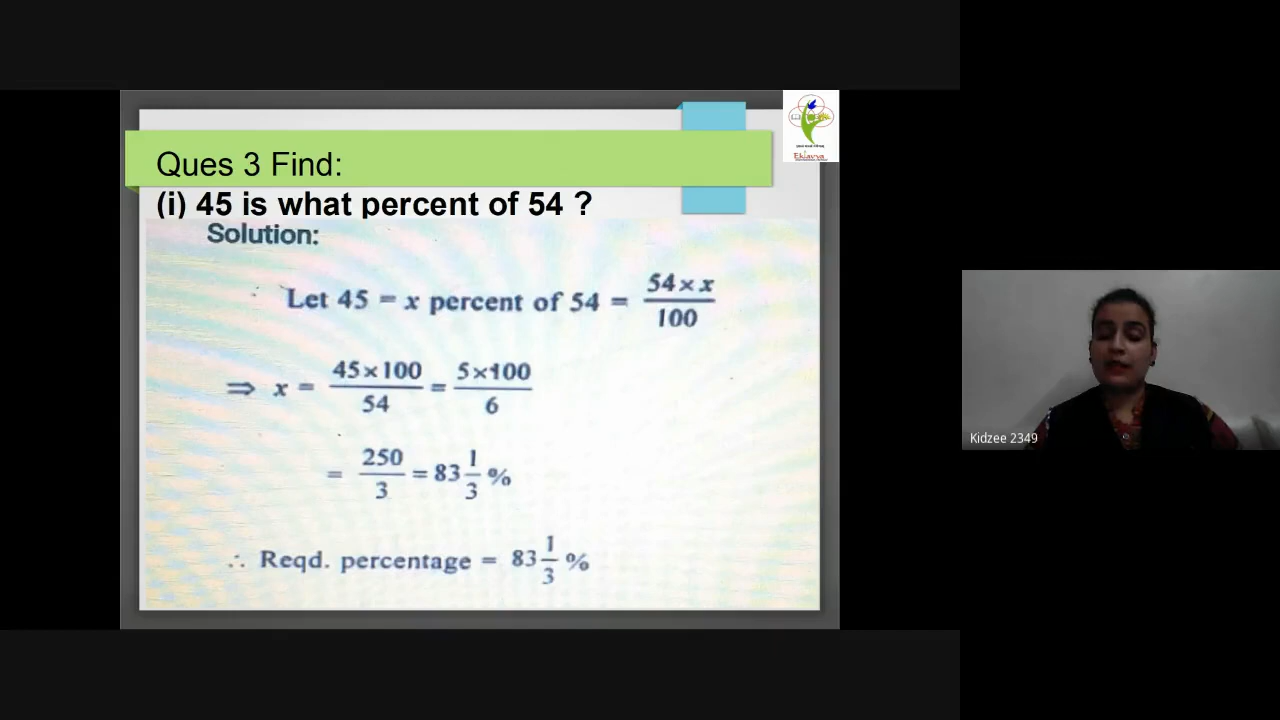 Ques 3 Find:
(i) 45 is what percent of 54 ?
Solution:
Let 45 = x percent of 54 = 54 × x / 100
⇒ x = 45 × 100 / 54 = 5 × 100 / 6
= 250 / 3 = 83 1/3 %
∴ Reqd. percentage = 83 1/3 %
Eklavya
Kidzee 2349